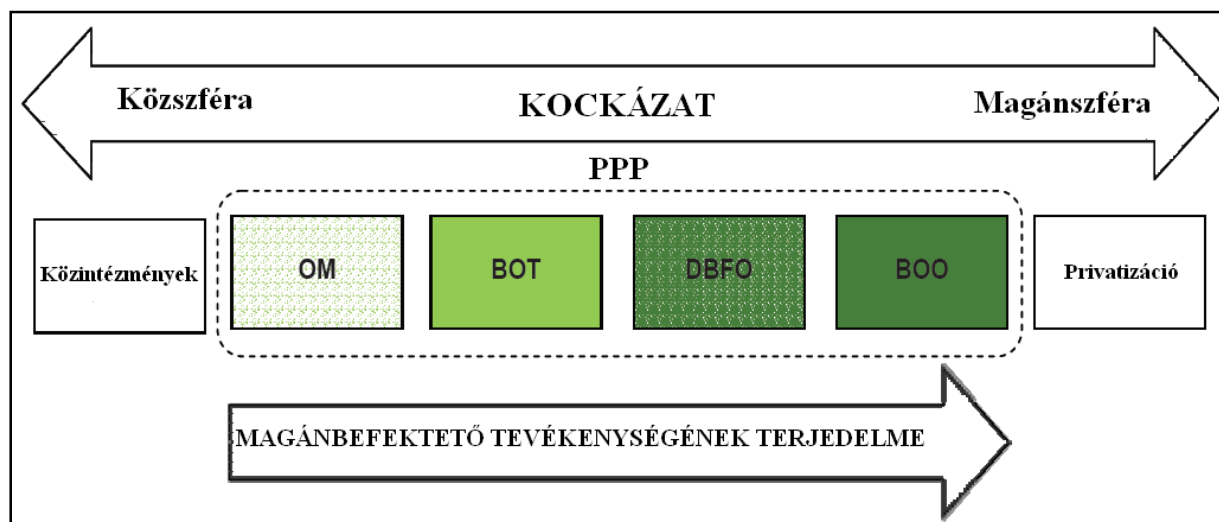 Közszféra
KOCKÁZAT
Magánszféra
PPP
Közintézmények
OM
BOT
DBFO
BOO
Privatizáció
MAGÁNBEFEKTETŐ TEVÉKENYSÉGÉNEK TERJEDELME